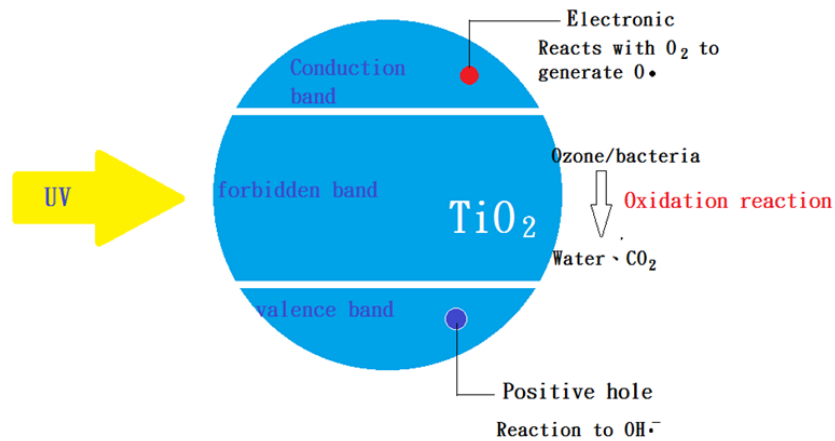 Electronic
Reacts with O₂ to
generate O•
Conduction
band
Ozone/bacteria
UV
forbidden band
TiO₂
Oxidation reaction
Water、CO₂
valence band
Positive hole
Reaction to OH•⁻